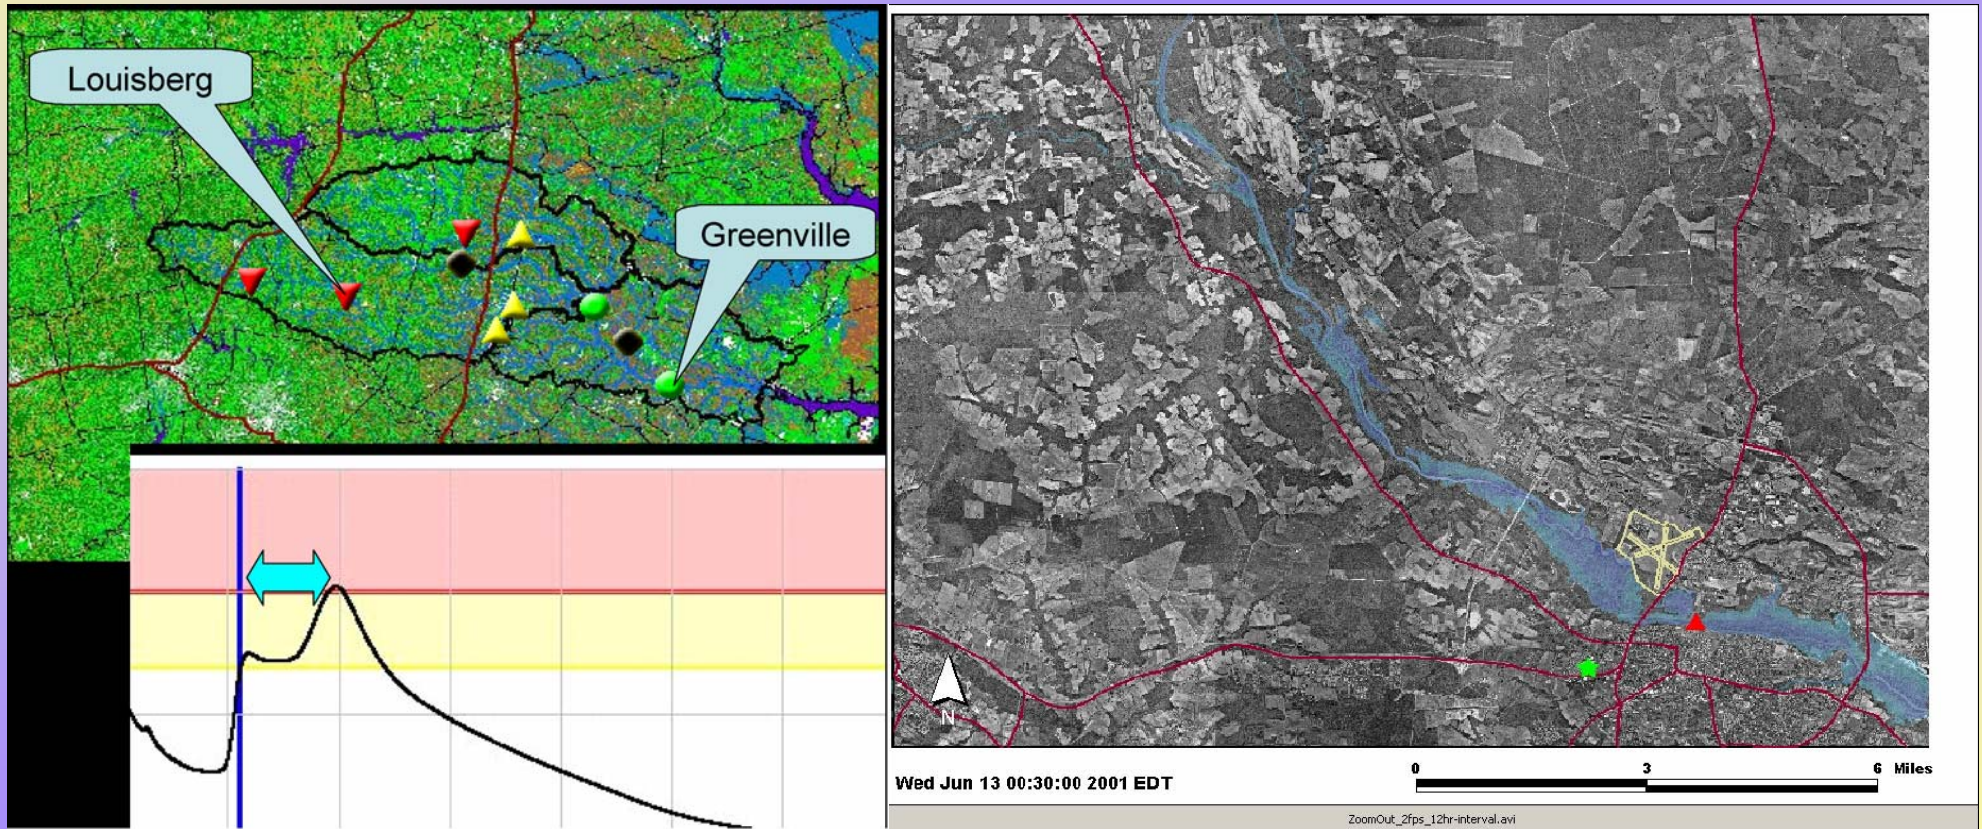 Louisberg
Greenville
N
Wed Jun 13 00:30:00 2001 EDT
0 3 6 Miles
ZoomOut_2fps_12hr-interval.avi